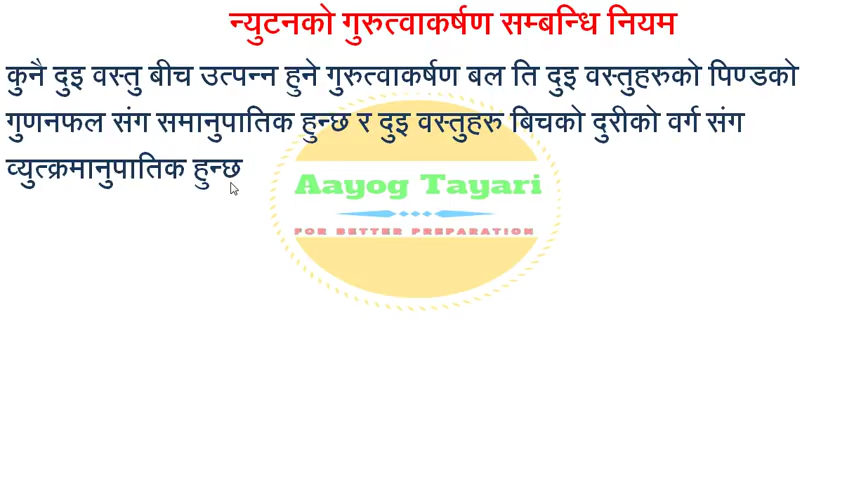 न्युटनको गुरुत्वाकर्षण सम्बन्धि नियम
कुनै दुइ वस्तु बीच उत्पन्न हुने गुरुत्वाकर्षण बल ति दुइ वस्तुहरुको पिण्डको
गुणनफल संग समानुपातिक हुन्छ र दुइ वस्तुहरु बिचको दुरीको वर्ग संग
व्युत्क्रमानुपातिक हुन्छ
Aayog Tayari
FOR BETTER PREPARATION